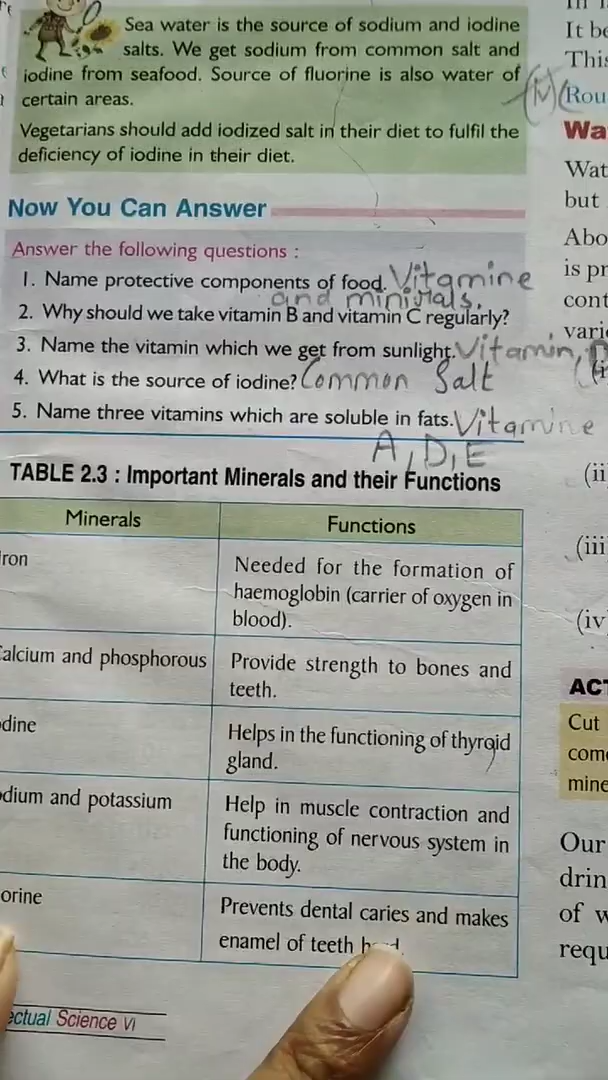 Sea water is the source of sodium and iodine
salts. We get sodium from common salt and
iodine from seafood. Source of fluorine is also water of
certain areas.
Vegetarians should add iodized salt in their diet to fulfil the
deficiency of iodine in their diet.
Now You Can Answer
Answer the following questions :
1. Name protective components of food. Vitamine
and minirals.
2. Why should we take vitamin B and vitamin C regularly?
3. Name the vitamin which we get from sunlight. Vitamin, D
4. What is the source of iodine? Common Salt
5. Name three vitamins which are soluble in fats. Vitamine
A, D, E
TABLE 2.3 : Important Minerals and their Functions
Minerals Functions
ron Needed for the formation of
haemoglobin (carrier of oxygen in
blood).
alcium and phosphorous Provide strength to bones and
teeth.
dine Helps in the functioning of thyroid
gland.
dium and potassium Help in muscle contraction and
functioning of nervous system in
the body.
orine Prevents dental caries and makes
enamel of teeth
ectual Science VI
It be
This
Rou
Wa
Wat
but
Abo
is pr
cont
vari
(i
(ii
(iii
(iv
ACT
Cut
com
mine
Our
drin
of w
requ